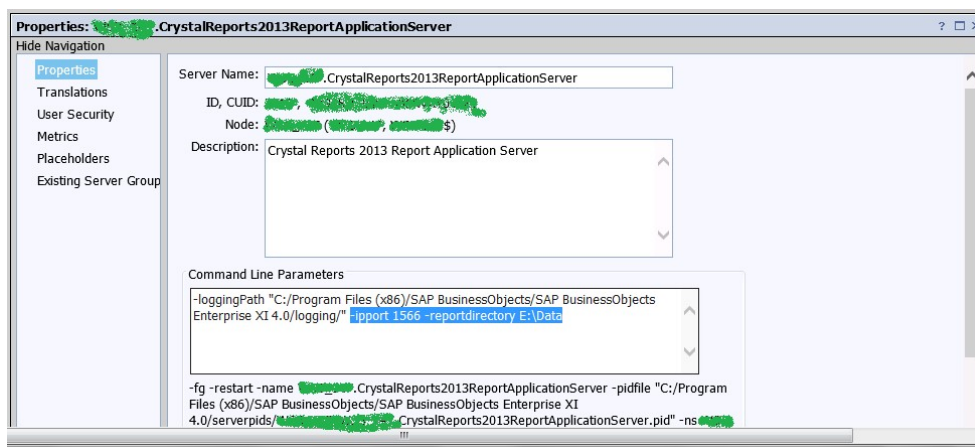 Properties: .CrystalReports2013ReportApplicationServer ? □
Hide Navigation
Properties
Translations
User Security
Metrics
Placeholders
Existing Server Group
Server Name: .CrystalReports2013ReportApplicationServer
ID, CUID: ,
Node: ( , $)
Description: Crystal Reports 2013 Report Application Server
Command Line Parameters
-loggingPath "C:/Program Files (x86)/SAP BusinessObjects/SAP BusinessObjects
Enterprise XI 4.0/logging/" -ipport 1566 -reportdirectory E:\Data
-fg -restart -name .CrystalReports2013ReportApplicationServer -pidfile "C:/Program
Files (x86)/SAP BusinessObjects/SAP BusinessObjects Enterprise XI
4.0/serverpids/ .CrystalReports2013ReportApplicationServer.pid" -ns